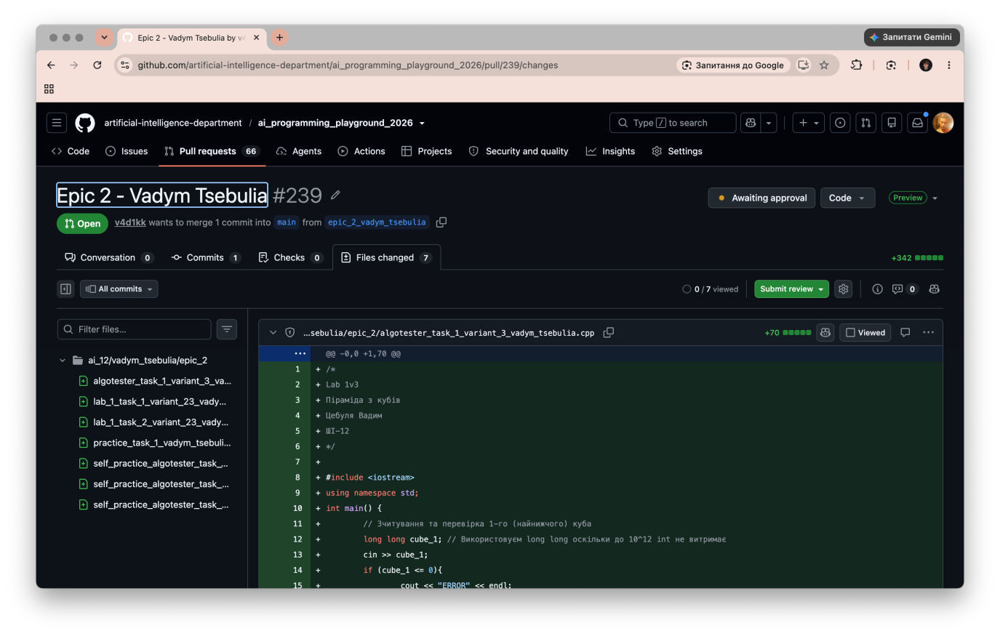 Epic 2 - Vadym Tsebulia by v4
Запитати Gemini
github.com/artificial-intelligence-department/ai_programming_playground_2026/pull/239/changes
Запитання до Google
artificial-intelligence-department / ai_programming_playground_2026
Type / to search
Code
Issues
Pull requests 66
Agents
Actions
Projects
Security and quality
Insights
Settings
Epic 2 - Vadym Tsebulia #239
Awaiting approval
Code
Preview
Open
v4d1kk wants to merge 1 commit into main from epic_2_vadym_tsebulia
Conversation 0
Commits 1
Checks 0
Files changed 7
+342
All commits
0 / 7 viewed
Submit review
0
Filter files...
ai_12/vadym_tsebulia/epic_2
algotester_task_1_variant_3_va...
lab_1_task_1_variant_23_vady...
lab_1_task_2_variant_23_vady...
practice_task_1_vadym_tsebuli...
self_practice_algotester_task_...
self_practice_algotester_task_...
self_practice_algotester_task_...
...sebulia/epic_2/algotester_task_1_variant_3_vadym_tsebulia.cpp
+70
Viewed
@@ -0,0 +1,70 @@
1 + /*
2 + Lab 1v3
3 + Піраміда з кубів
4 + Цебуля Вадим
5 + ШІ-12
6 + */
7 +
8 + #include <iostream>
9 + using namespace std;
10 + int main() {
11 + // Зчитування та перевірка 1-го (найнижчого) куба
12 + long long cube_1; // Використовуєм long long оскільки до 10^12 int не витримає
13 + cin >> cube_1;
14 + if (cube_1 <= 0){
15 + cout << "ERROR" << endl;